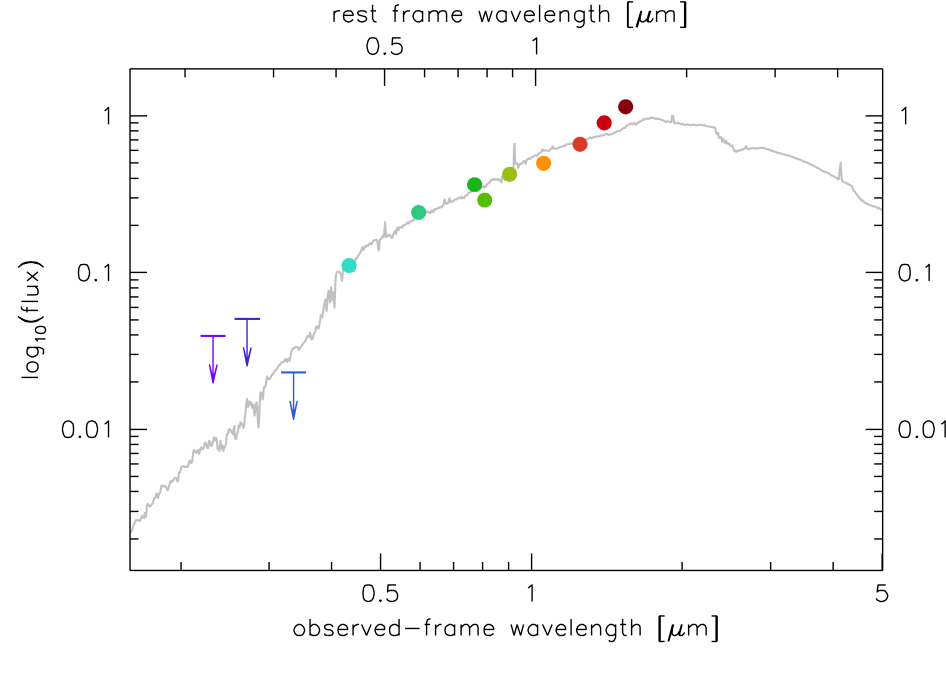 rest frame wavelength [μm]
0.5 1
1 1
0.1 0.1
0.01 0.01
log10(flux)
0.5 1 5
observed-frame wavelength [μm]